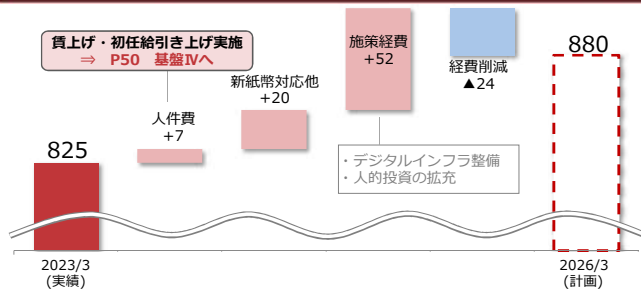 賃上げ・初任給引き上げ実施
⇒ P50 基盤Ⅳへ
825
人件費
+7
新紙幣対応他
+20
施策経費
+52
・デジタルインフラ整備
・人的投資の拡充
経費削減
▲24
880
2023/3
(実績)
2026/3
(計画)